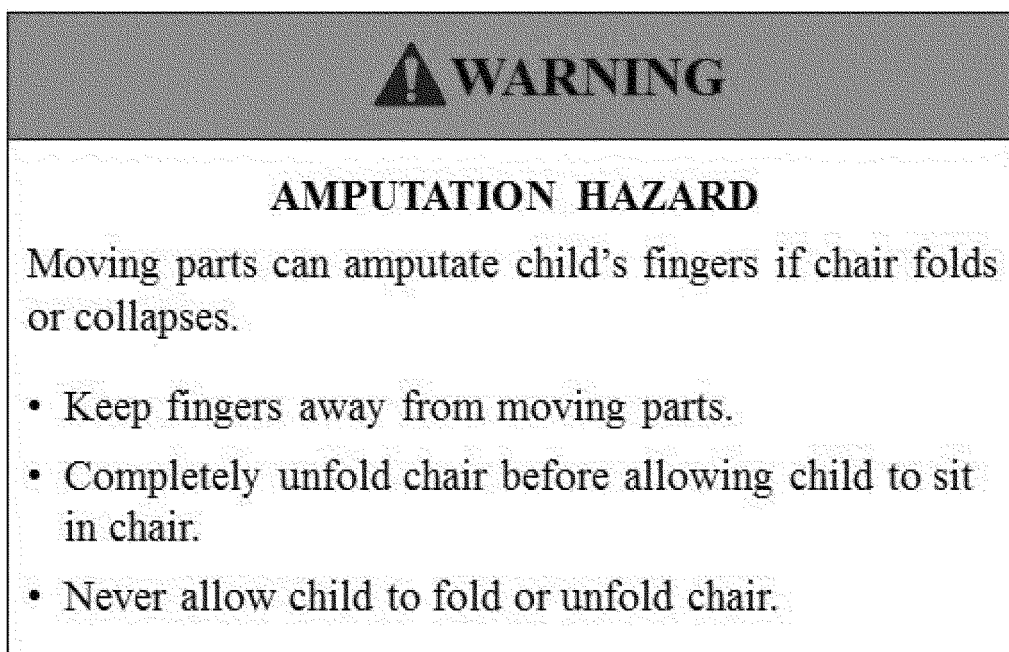 WARNING
AMPUTATION HAZARD
Moving parts can amputate child’s fingers if chair folds
or collapses.
• Keep fingers away from moving parts.
• Completely unfold chair before allowing child to sit
in chair.
• Never allow child to fold or unfold chair.